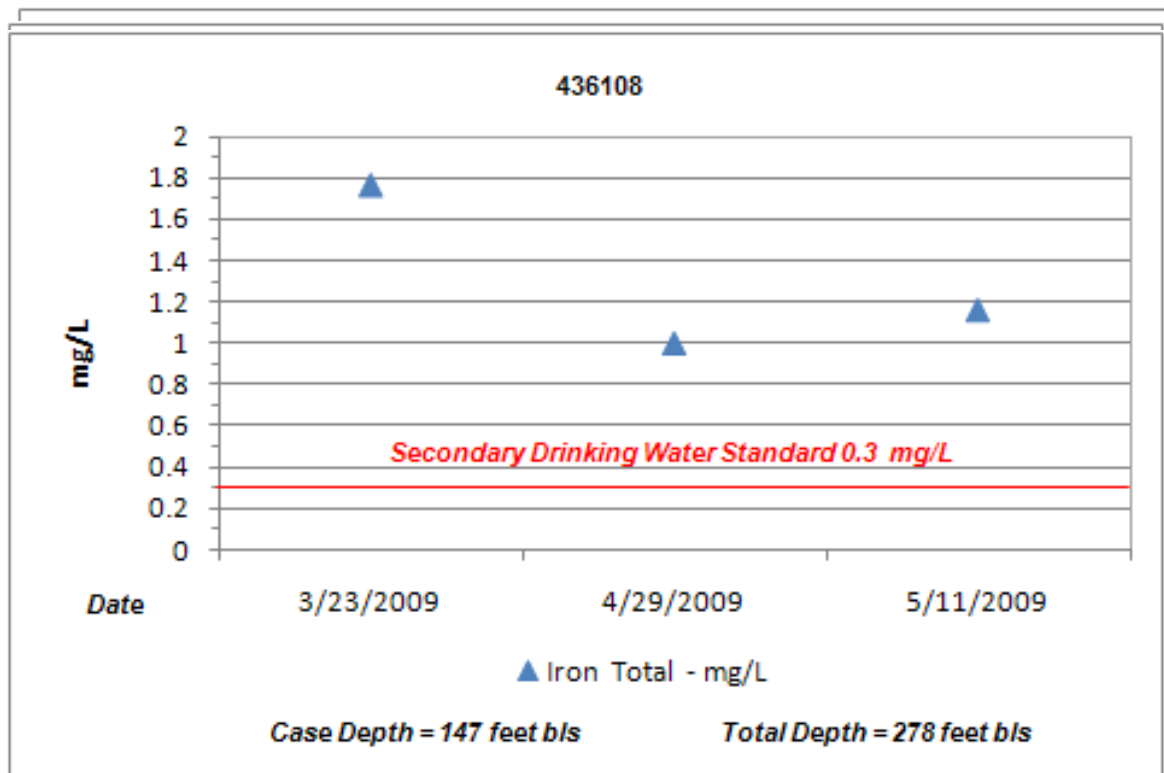 436108
2
1.8
1.6
1.4
1.2
1
0.8
0.6
0.4
0.2
0
mg/L
Secondary Drinking Water Standard 0.3 mg/L
Date 3/23/2009 4/29/2009 5/11/2009
Iron Total - mg/L
Case Depth = 147 feet bls Total Depth = 278 feet bls